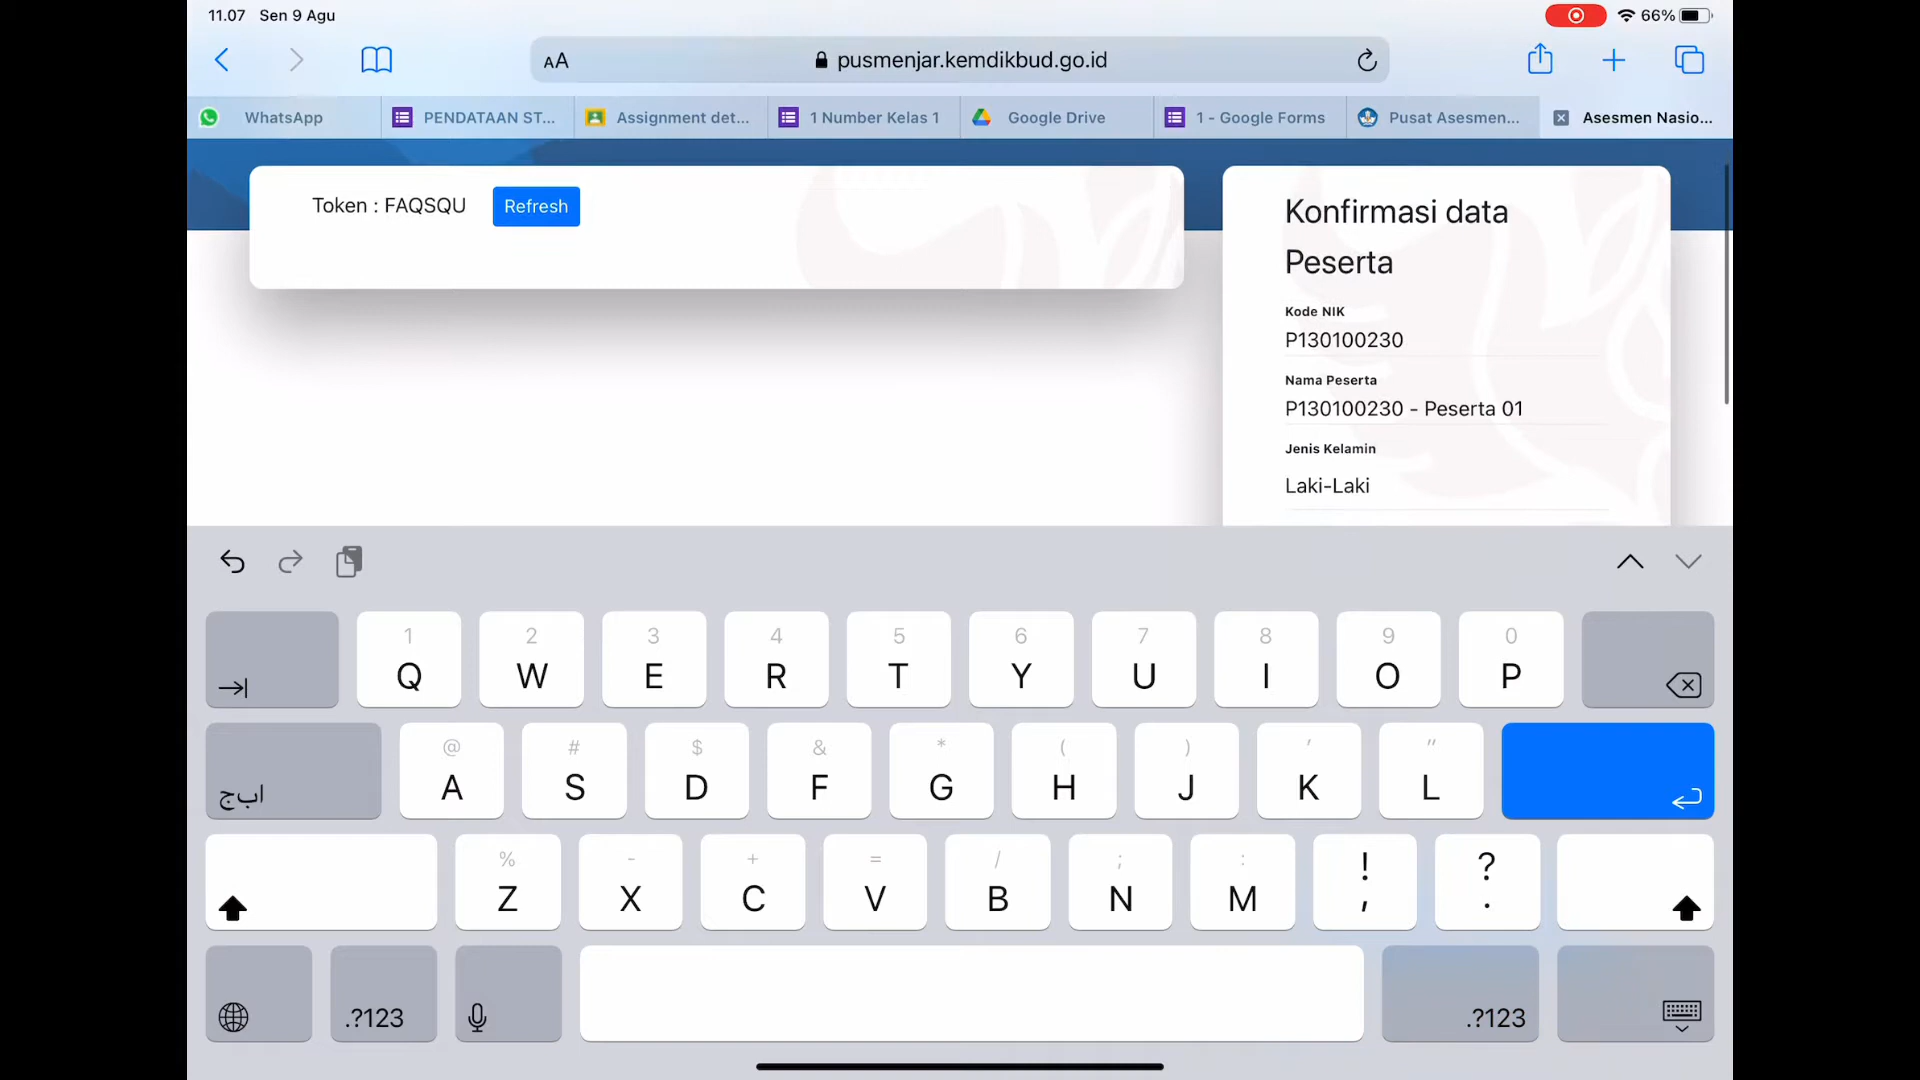 11.07 Sen 9 Agu
66%
AA pusmenjar.kemdikbud.go.id
WhatsApp
PENDATAAN ST...
Assignment det...
1 Number Kelas 1
Google Drive
1 - Google Forms
Pusat Asesmen...
Asesmen Nasio...
Token : FAQSQU Refresh
Konfirmasi data
Peserta
Kode NIK
P130100230
Nama Peserta
P130100230 - Peserta 01
Jenis Kelamin
Laki-Laki
1 2 3 4 5 6 7 8 9 0
Q W E R T Y U I O P
@ # $ & * ( ) ' "
ابج A S D F G H J K L
% - + = / ; : ! ?
Z X C V B N M , .
.?123 .?123